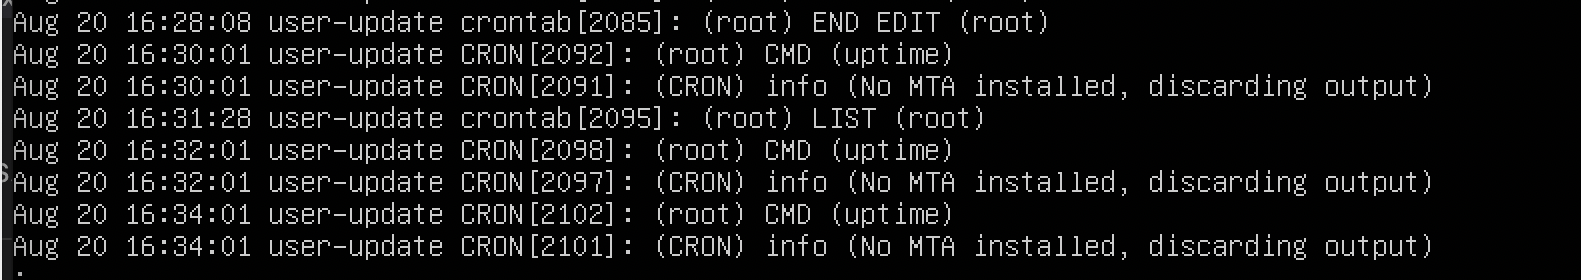 Aug 20 16:28:08 user-update crontab[2085]: (root) END EDIT (root)
Aug 20 16:30:01 user-update CRON[2092]: (root) CMD (uptime)
Aug 20 16:30:01 user-update CRON[2091]: (CRON) info (No MTA installed, discarding output)
Aug 20 16:31:28 user-update crontab[2095]: (root) LIST (root)
Aug 20 16:32:01 user-update CRON[2098]: (root) CMD (uptime)
Aug 20 16:32:01 user-update CRON[2097]: (CRON) info (No MTA installed, discarding output)
Aug 20 16:34:01 user-update CRON[2102]: (root) CMD (uptime)
Aug 20 16:34:01 user-update CRON[2101]: (CRON) info (No MTA installed, discarding output)